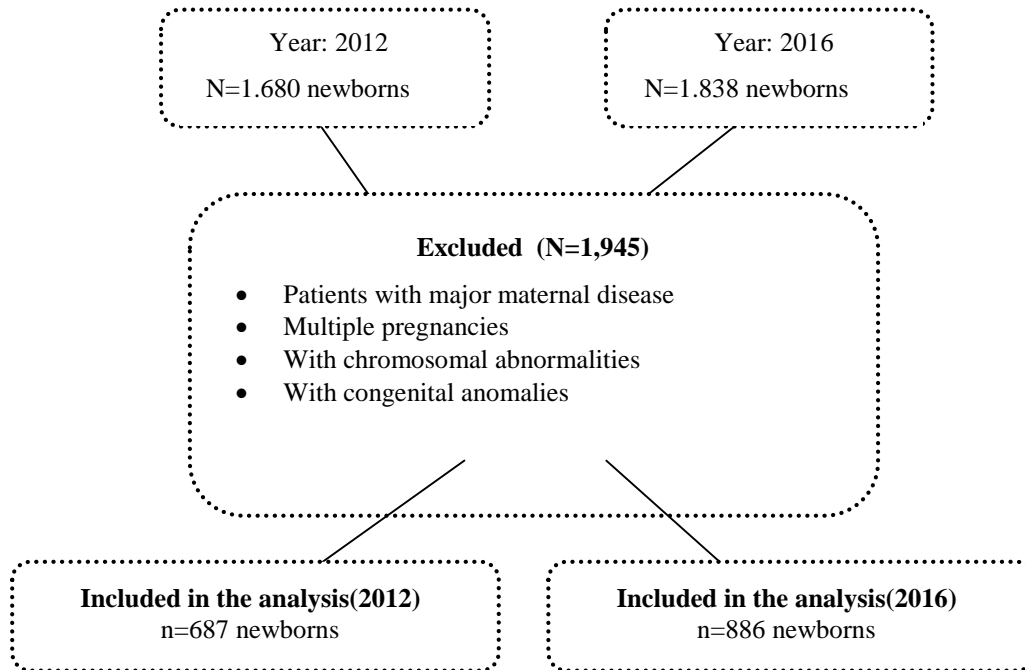 Year: 2012
N=1.680 newborns
Year: 2016
N=1.838 newborns
Excluded (N=1,945)
• Patients with major maternal disease
• Multiple pregnancies
• With chromosomal abnormalities
• With congenital anomalies
Included in the analysis(2012)
n=687 newborns
Included in the analysis(2016)
n=886 newborns